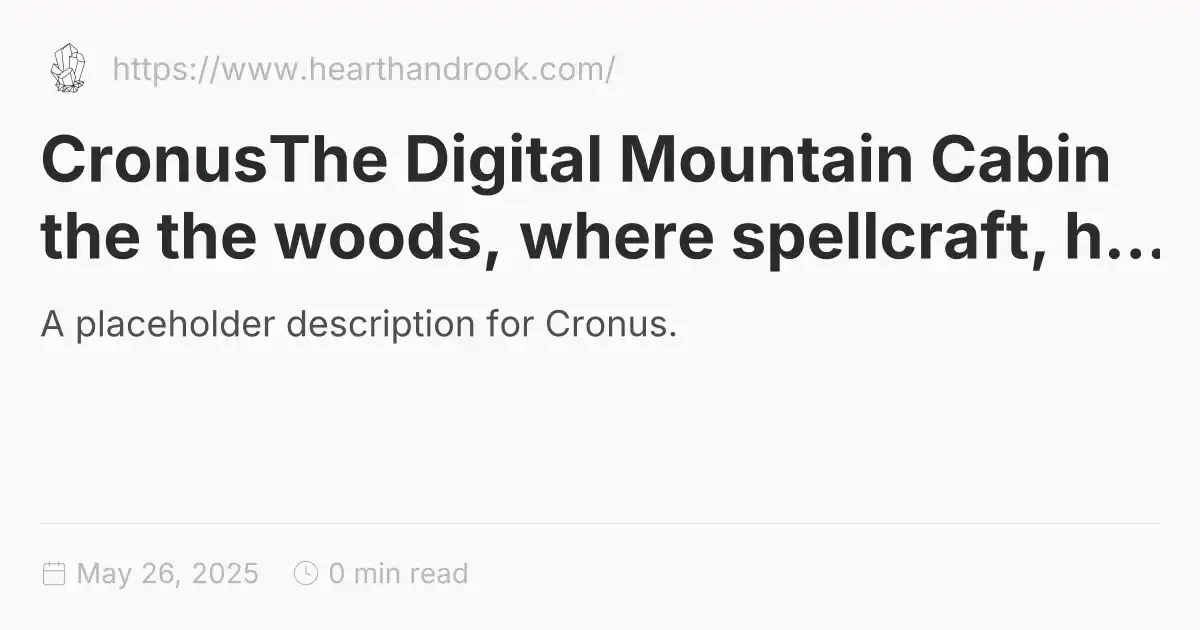 https://www.hearthandrook.com/
CronusThe Digital Mountain Cabin
the the woods, where spellcraft, h...
A placeholder description for Cronus.
May 26, 2025 0 min read